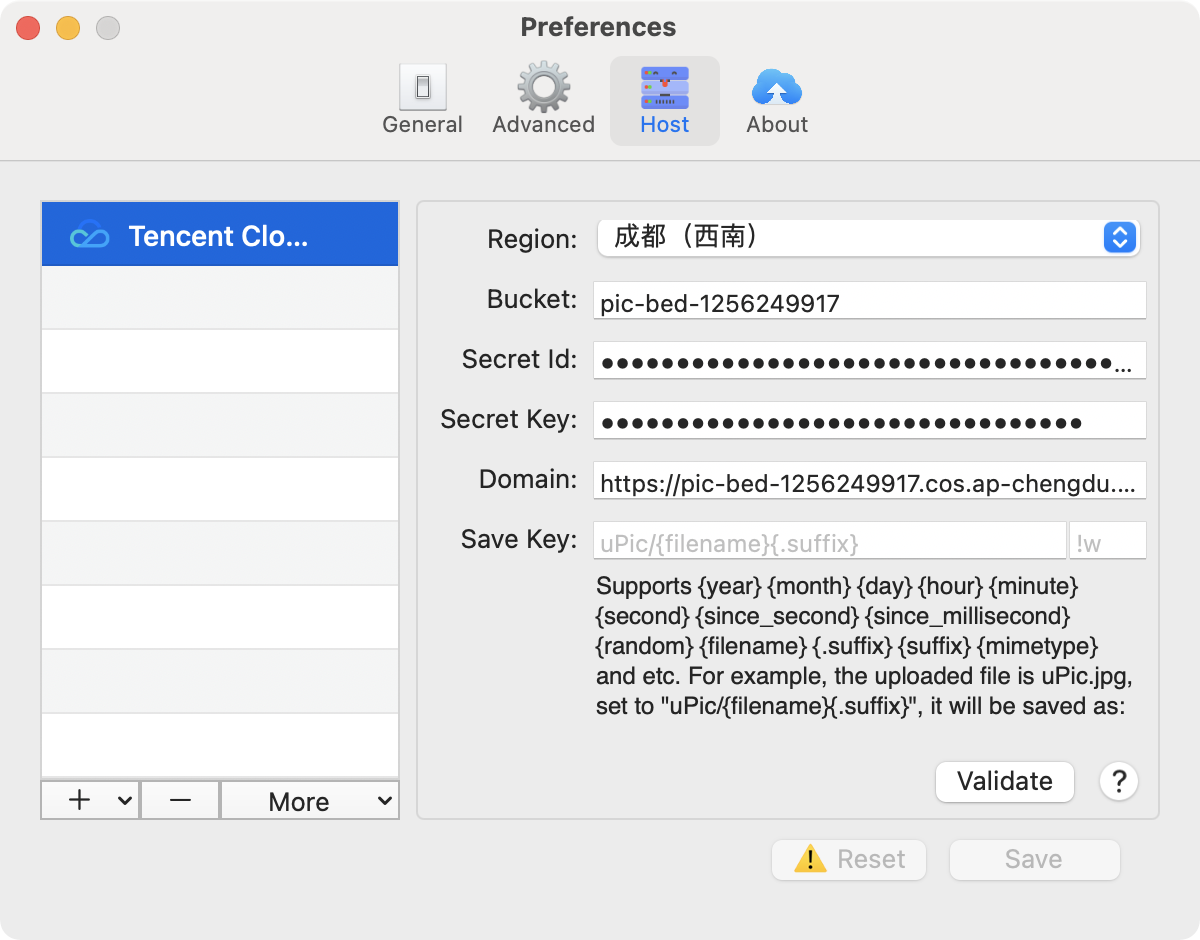 Preferences
General
Advanced
Host
About
Tencent Clo...
Region:
成都（西南）
Bucket:
pic-bed-1256249917
Secret Id:
●●●●●●●●●●●●●●●●●●●●●●●●●●●●●●●●●●...
Secret Key:
●●●●●●●●●●●●●●●●●●●●●●●●●●●●●●●●
Domain:
https://pic-bed-1256249917.cos.ap-chengdu....
Save Key:
uPic/{filename}{.suffix}
!w
Supports {year} {month} {day} {hour} {minute}
{second} {since_second} {since_millisecond}
{random} {filename} {.suffix} {suffix} {mimetype}
and etc. For example, the uploaded file is uPic.jpg,
set to "uPic/{filename}{.suffix}", it will be saved as:
+
—
More
Validate
?
Reset
Save